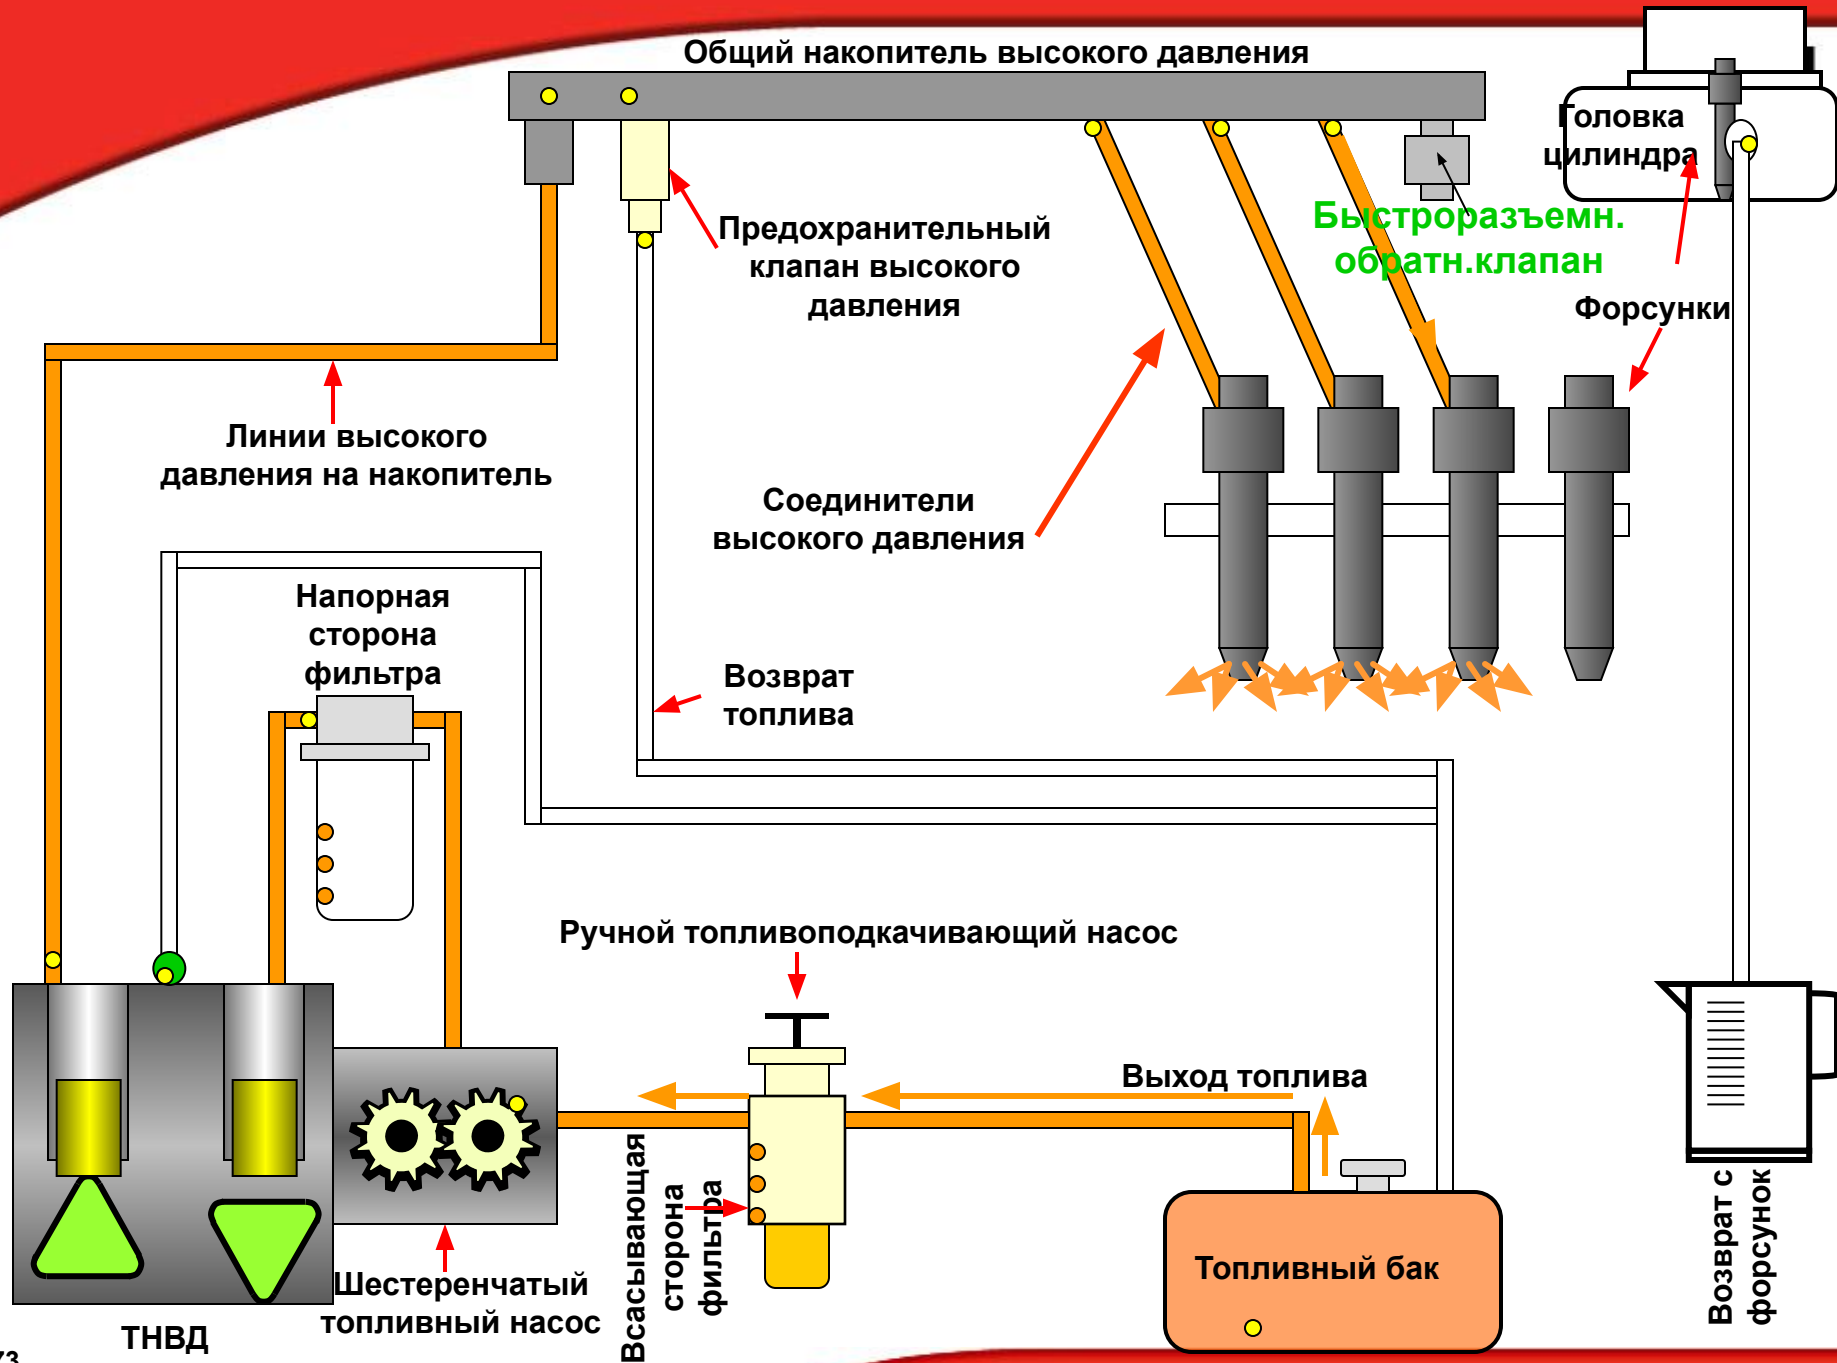 Общий накопитель высокого давления
Головка
цилиндра
Предохранительный
клапан высокого
давления
Быстроразъемн.
обратн.клапан
Форсунки
Линии высокого
давления на накопитель
Соединители
высокого давления
Напорная
сторона
фильтра
Возврат
топлива
Ручной топливоподкачивающий насос
Выход топлива
Всасывающая
сторона
фильтра
Возврат с
форсунок
Топливный бак
Шестеренчатый
топливный насос
ТНВД
73